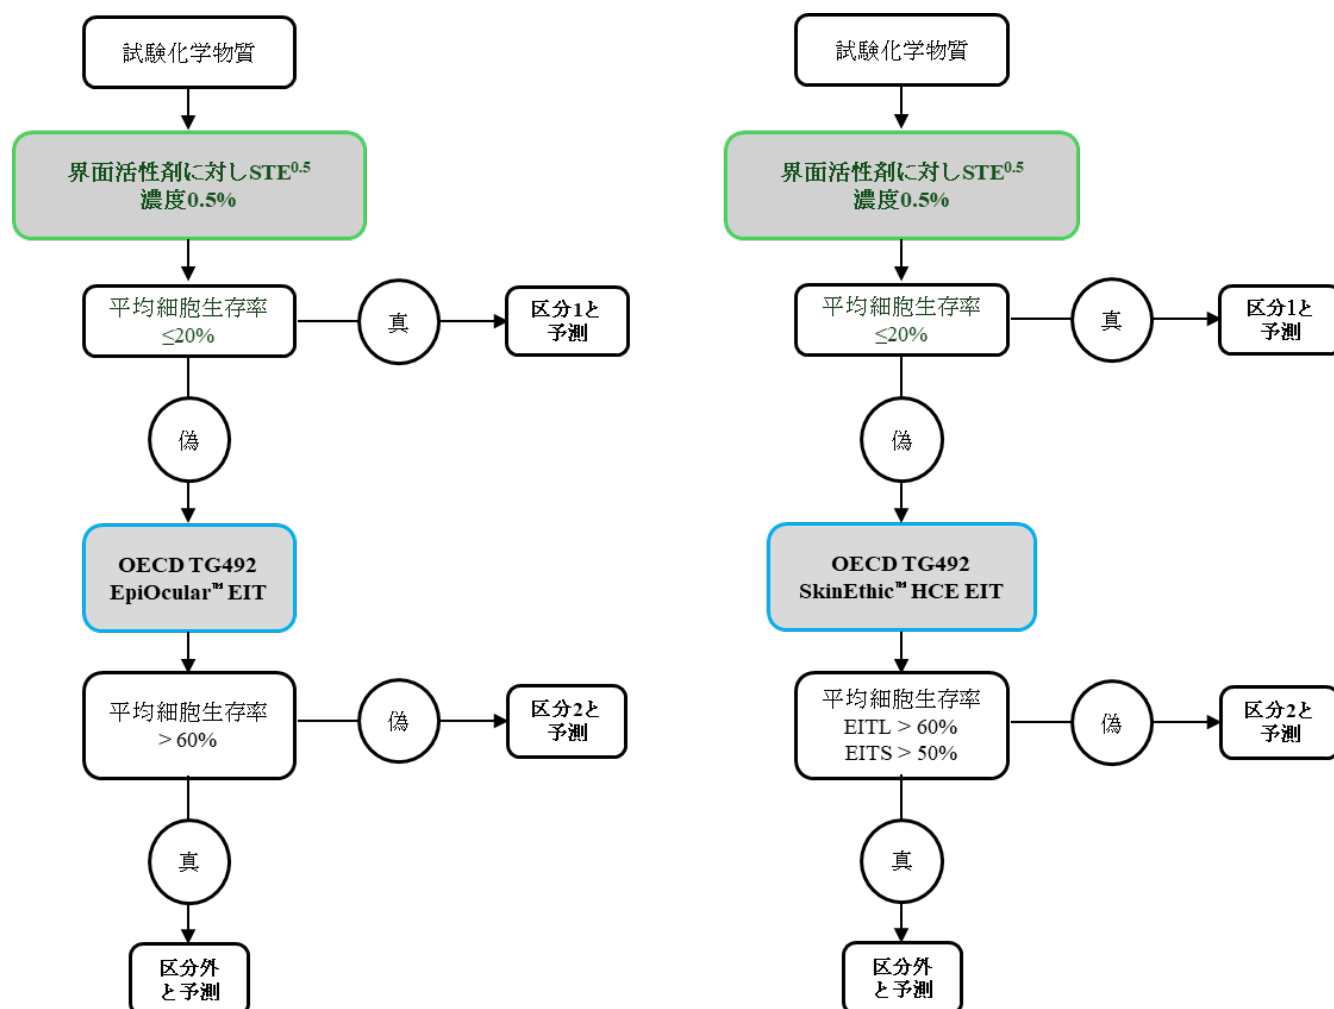 試験化学物質
界面活性剤に対しSTE0.5
濃度0.5%
平均細胞生存率
≤20%
真
区分1と
予測
偽
OECD TG492
EpiOcular™ EIT
平均細胞生存率
> 60%
偽
区分2と
予測
真
区分外
と予測
試験化学物質
界面活性剤に対しSTE0.5
濃度0.5%
平均細胞生存率
≤20%
真
区分1と
予測
偽
OECD TG492
SkinEthic™ HCE EIT
平均細胞生存率
EITL > 60%
EITS > 50%
偽
区分2と
予測
真
区分外
と予測